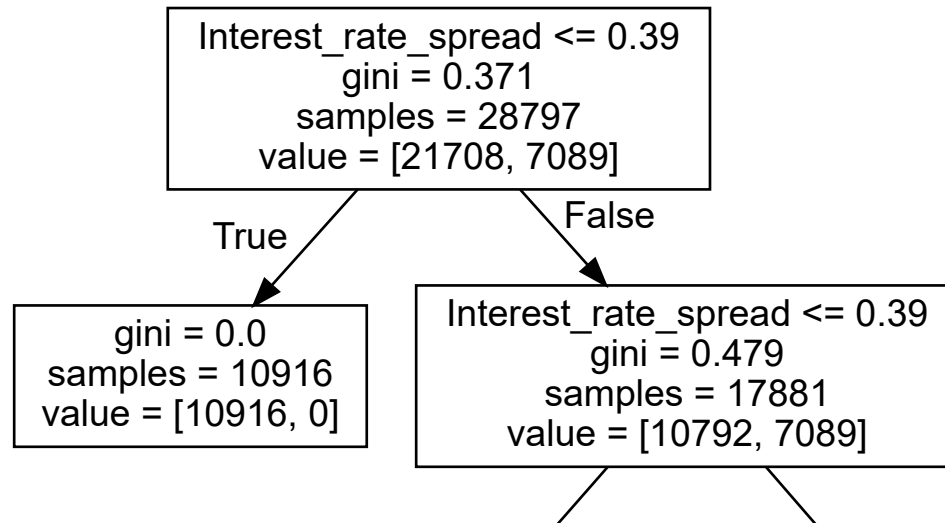 Interest_rate_spread <= 0.39
gini = 0.371
samples = 28797
value = [21708, 7089]
True
False
gini = 0.0
samples = 10916
value = [10916, 0]
Interest_rate_spread <= 0.39
gini = 0.479
samples = 17881
value = [10792, 7089]